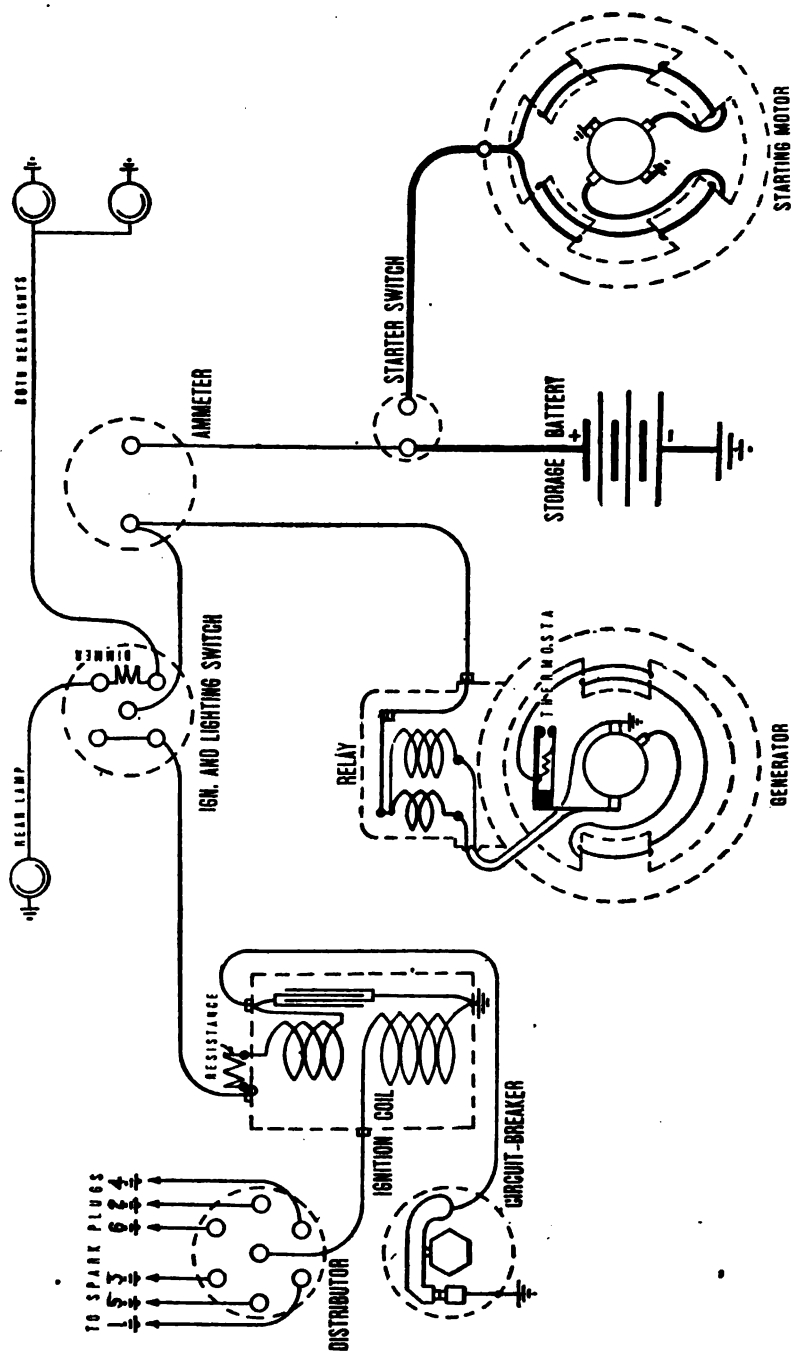 BOTH HEADLIGHTS
AMMETER
STARTER SWITCH
STARTING MOTOR
STORAGE BATTERY
+
-
DIMMER
REAR LAMP
IGN. AND LIGHTING SWITCH
RELAY
THERMOSTA
GENERATOR
RESISTANCE
IGNITION COIL
CIRCUIT-BREAKER
TO SPARK PLUGS
1 5 3 6 2 4
DISTRIBUTOR